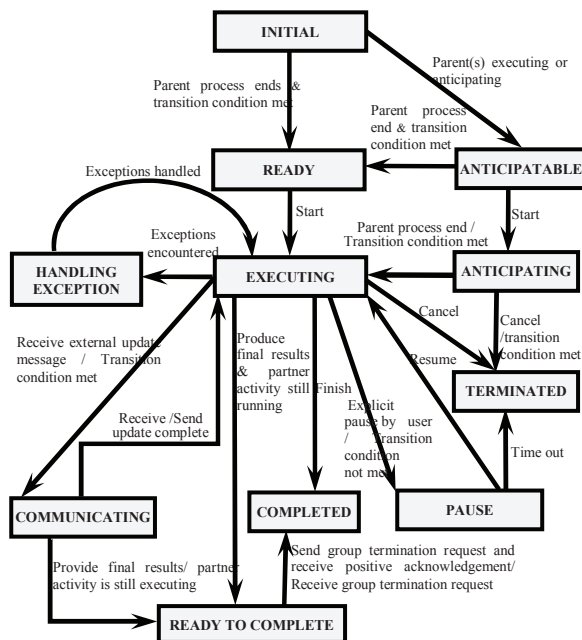 INITIAL
Parent(s) executing or
anticipating
Parent process ends &
transition condition met
Parent process
end & transition
condition met
READY
ANTICIPATABLE
Exceptions handled
Start
Start
Exceptions
encountered
Parent process end /
Transition condition met
HANDLING
EXCEPTION
EXECUTING
ANTICIPATING
Cancel
Cancel
/transition
condition met
Receive external update
message / Transition
condition met
Produce
final results
& partner
activity still
running
Finish
Resume
TERMINATED
Explicit
pause by user
/ Transition
condition
not met
Receive /Send
update complete
Time out
COMMUNICATING
COMPLETED
PAUSE
Provide final results/ partner
activity is still executing
Send group termination request and
receive positive acknowledgement/
Receive group termination request
READY TO COMPLETE